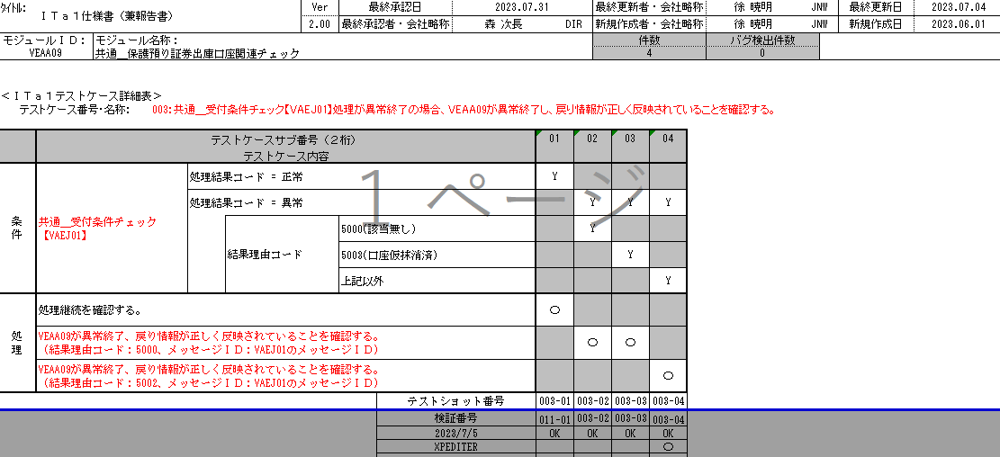 ﾀｲﾄﾙ:
ＩＴａ１仕様書（兼報告書）
Ver 最終承認日 2023.07.31 最終更新者・会社略称 徐 曉明 JNW 最終更新日 2023.07.04
2.00 最終承認者・会社略称 森 次長 DIR 新規作成者・会社略称 徐 曉明 JNW 新規作成日 2023.06.01
モジュールＩＤ： モジュール名称： 件数 バグ検出件数
VEAA09 共通＿保護預り証券出庫口座関連チェック 4 0
＜ＩＴａ１テストケース詳細表＞
テストケース番号・名称: 003:共通＿受付条件チェック【VAEJ01】処理が異常終了の場合、VEAA09が異常終了し、戻り情報が正しく反映されていることを確認する。
テストケースサブ番号（２桁） 01 02 03 04
テストケース内容
１ ページ
条件
共通＿受付条件チェック
【VAEJ01】
処理結果コード = 正常 Y
処理結果コード = 異常 Y Y Y
結果理由コード
5000(該当無し) Y
5003(口座仮抹消済) Y
上記以外 Y
処理
処理継続を確認する。 ○
VEAA09が異常終了、戻り情報が正しく反映されていることを確認する。
（結果理由コード：5000、メッセージＩＤ：VAEJ01のメッセージＩＤ） ○ ○
VEAA09が異常終了、戻り情報が正しく反映されていることを確認する。
（結果理由コード：5002、メッセージＩＤ：VAEJ01のメッセージＩＤ） ○
テストショット番号 003-01 003-02 003-03 003-04
検証番号 011-01 003-02 003-03 003-04
2023/7/5 OK OK OK OK
XPEDITER ○